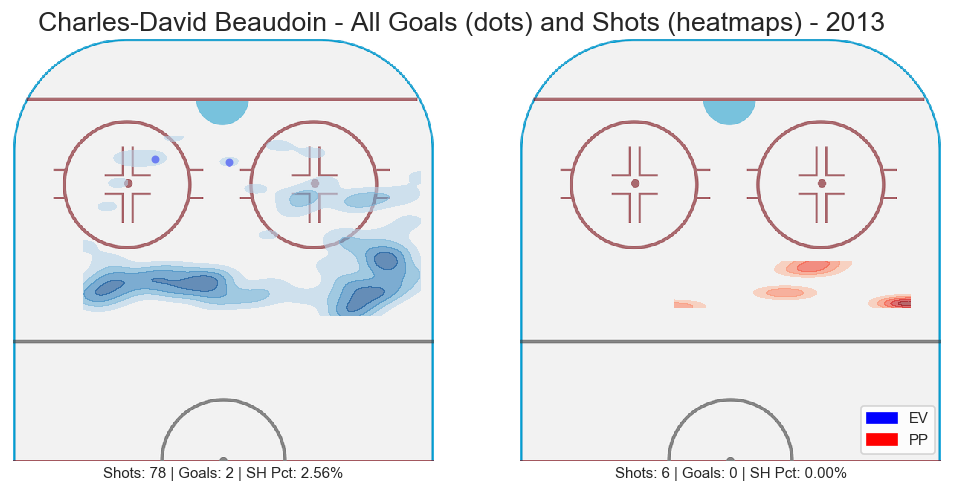 Charles-David Beaudoin - All Goals (dots) and Shots (heatmaps) - 2013
EV
PP
Shots: 78 | Goals: 2 | SH Pct: 2.56%
Shots: 6 | Goals: 0 | SH Pct: 0.00%